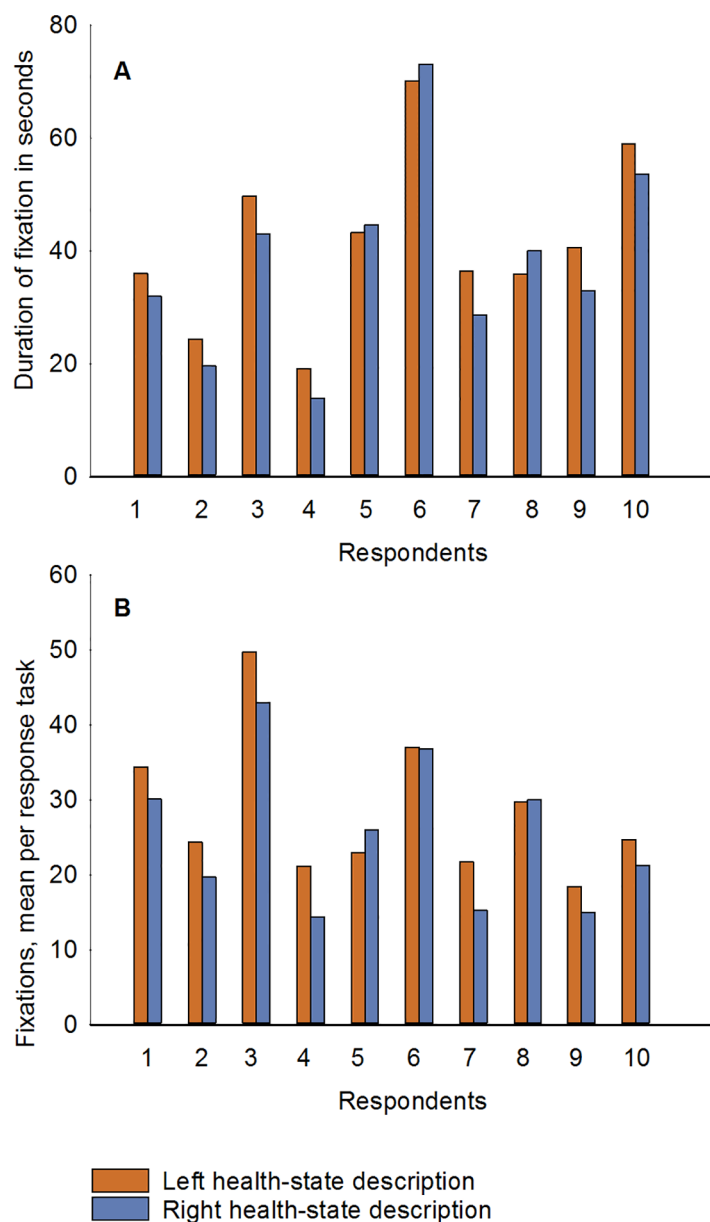 A
Duration of fixation in seconds
80
60
40
20
0
1 2 3 4 5 6 7 8 9 10
Respondents
B
Fixations, mean per response task
60
50
40
30
20
10
0
1 2 3 4 5 6 7 8 9 10
Respondents
Left health-state description
Right health-state description